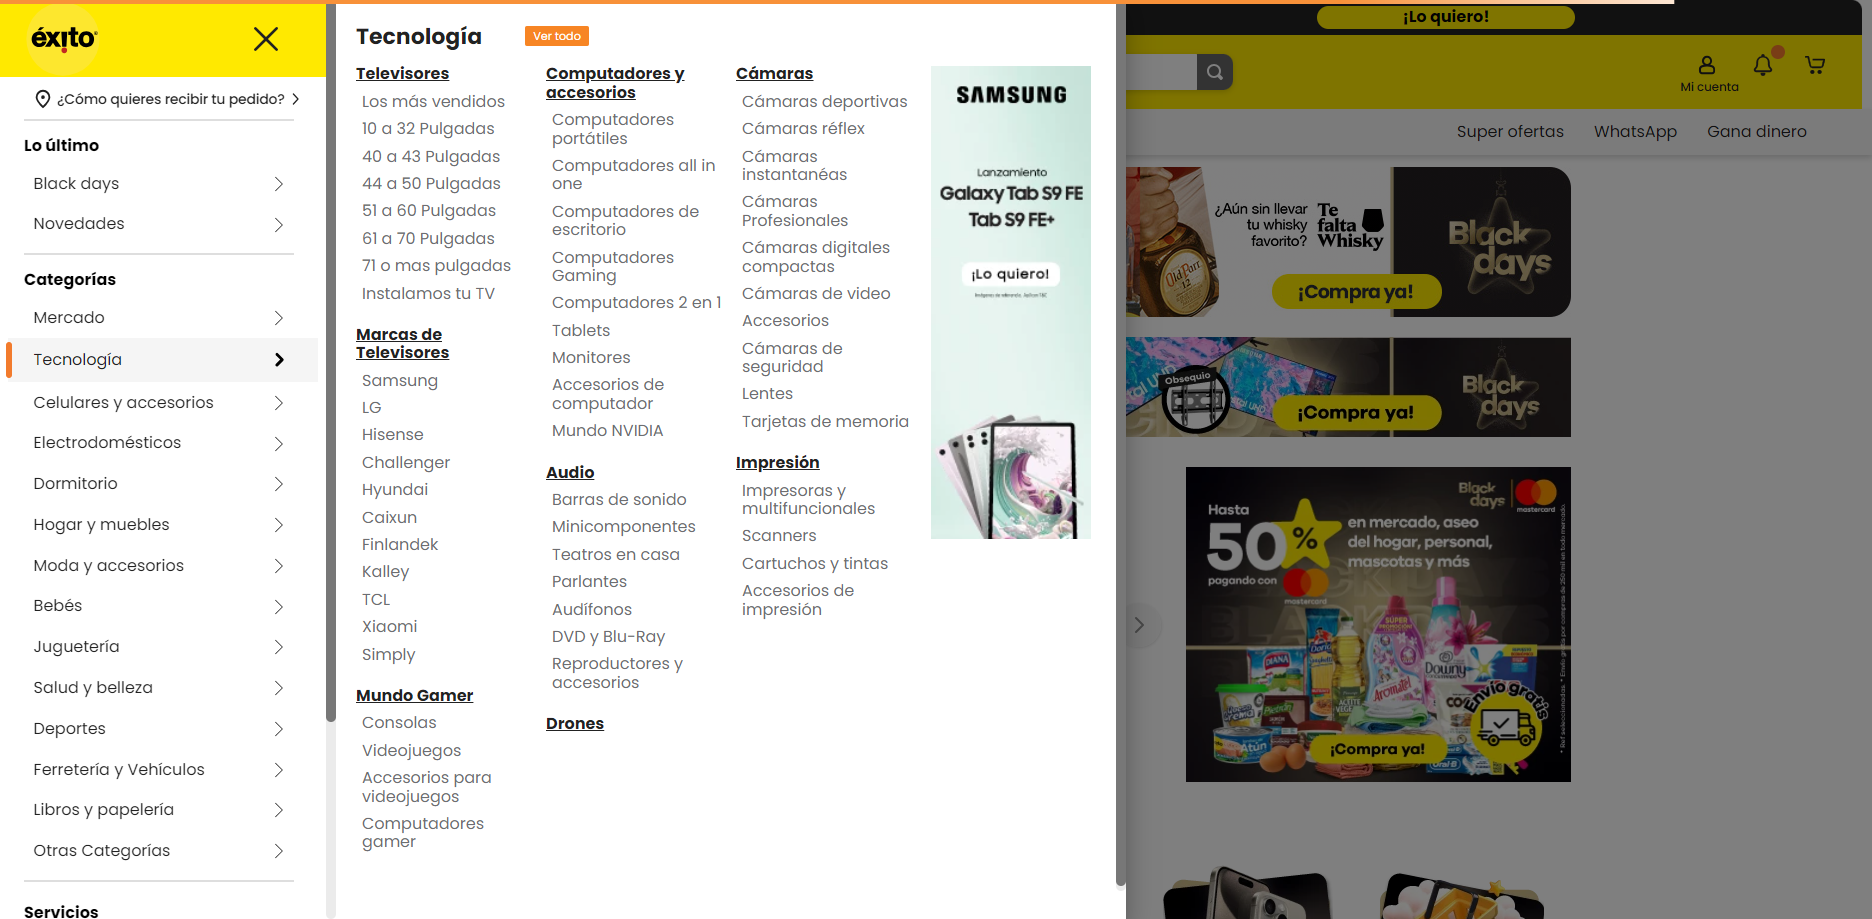 éxito
¿Cómo quieres recibir tu pedido?
Lo último
Black days
Novedades
Categorías
Mercado
Tecnología
Celulares y accesorios
Electrodomésticos
Dormitorio
Hogar y muebles
Moda y accesorios
Bebés
Juguetería
Salud y belleza
Deportes
Ferretería y Vehículos
Libros y papelería
Otras Categorías
Servicios
Tecnología
Ver todo
Televisores
Los más vendidos
10 a 32 Pulgadas
40 a 43 Pulgadas
44 a 50 Pulgadas
51 a 60 Pulgadas
61 a 70 Pulgadas
71 o mas pulgadas
Instalamos tu TV
Marcas de
Televisores
Samsung
LG
Hisense
Challenger
Hyundai
Caixun
Finlandek
Kalley
TCL
Xiaomi
Simply
Mundo Gamer
Consolas
Videojuegos
Accesorios para
videojuegos
Computadores
gamer
Computadores y
accesorios
Computadores
portátiles
Computadores all in
one
Computadores de
escritorio
Computadores
Gaming
Computadores 2 en 1
Tablets
Monitores
Accesorios de
computador
Mundo NVIDIA
Audio
Barras de sonido
Minicomponentes
Teatros en casa
Parlantes
Audífonos
DVD y Blu-Ray
Reproductores y
accesorios
Drones
Cámaras
Cámaras deportivas
Cámaras réflex
Cámaras
instantanéas
Cámaras
Profesionales
Cámaras digitales
compactas
Cámaras de video
Accesorios
Cámaras de
seguridad
Lentes
Tarjetas de memoria
Impresión
Impresoras y
multifuncionales
Scanners
Cartuchos y tintas
Accesorios de
impresión
SAMSUNG
Lanzamiento
Galaxy Tab S9 FE
Tab S9 FE+
¡Lo quiero!
¡Lo quiero!
Mi cuenta
Super ofertas
WhatsApp
Gana dinero
¿Aún sin llevar
tu whisky
favorito?
Te
falta
Whisky
Old Parr
12
Black
days
¡Compra ya!
Obsequio
Black
days
¡Compra ya!
Black
days
mastercard
Hasta
50%
pagando con
mastercard
en mercado, aseo
del hogar, personal,
mascotas y más
DIANA
Doria
Aromatel
Downy
Atún
Oral-B
Envío gratis
¡Compra ya!